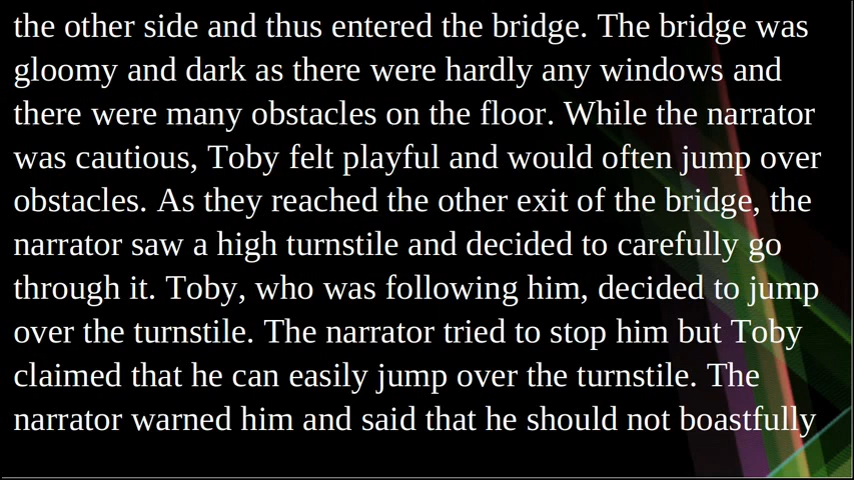 the other side and thus entered the bridge. The bridge was
gloomy and dark as there were hardly any windows and
there were many obstacles on the floor. While the narrator
was cautious, Toby felt playful and would often jump over
obstacles. As they reached the other exit of the bridge, the
narrator saw a high turnstile and decided to carefully go
through it. Toby, who was following him, decided to jump
over the turnstile. The narrator tried to stop him but Toby
claimed that he can easily jump over the turnstile. The
narrator warned him and said that he should not boastfully